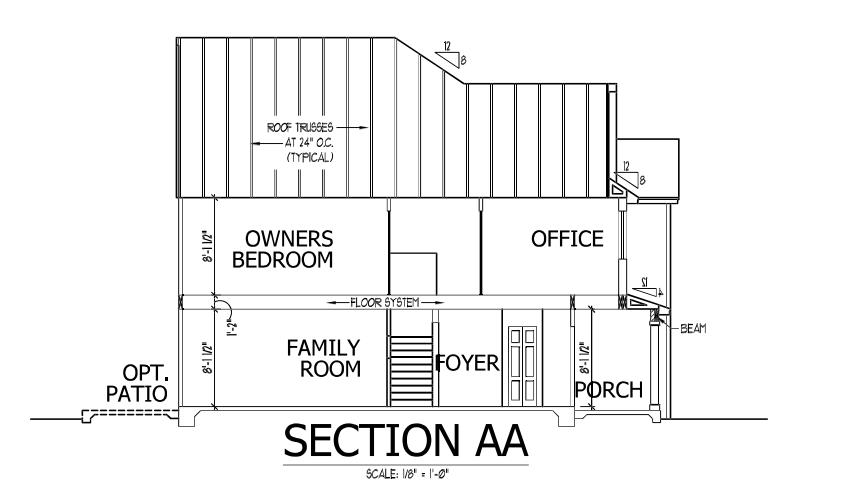 12
8
ROOF TRUSSES
AT 24" O.C.
(TYPICAL)
12
8
8'-1 1/2"
OWNERS
BEDROOM
OFFICE
12
4
FLOOR SYSTEM
1'-2"
BEAM
8'-1 1/2"
FAMILY
ROOM
FOYER
8'-1 1/2"
OPT.
PATIO
PORCH
SECTION AA
SCALE: 1/8" = 1'-0"